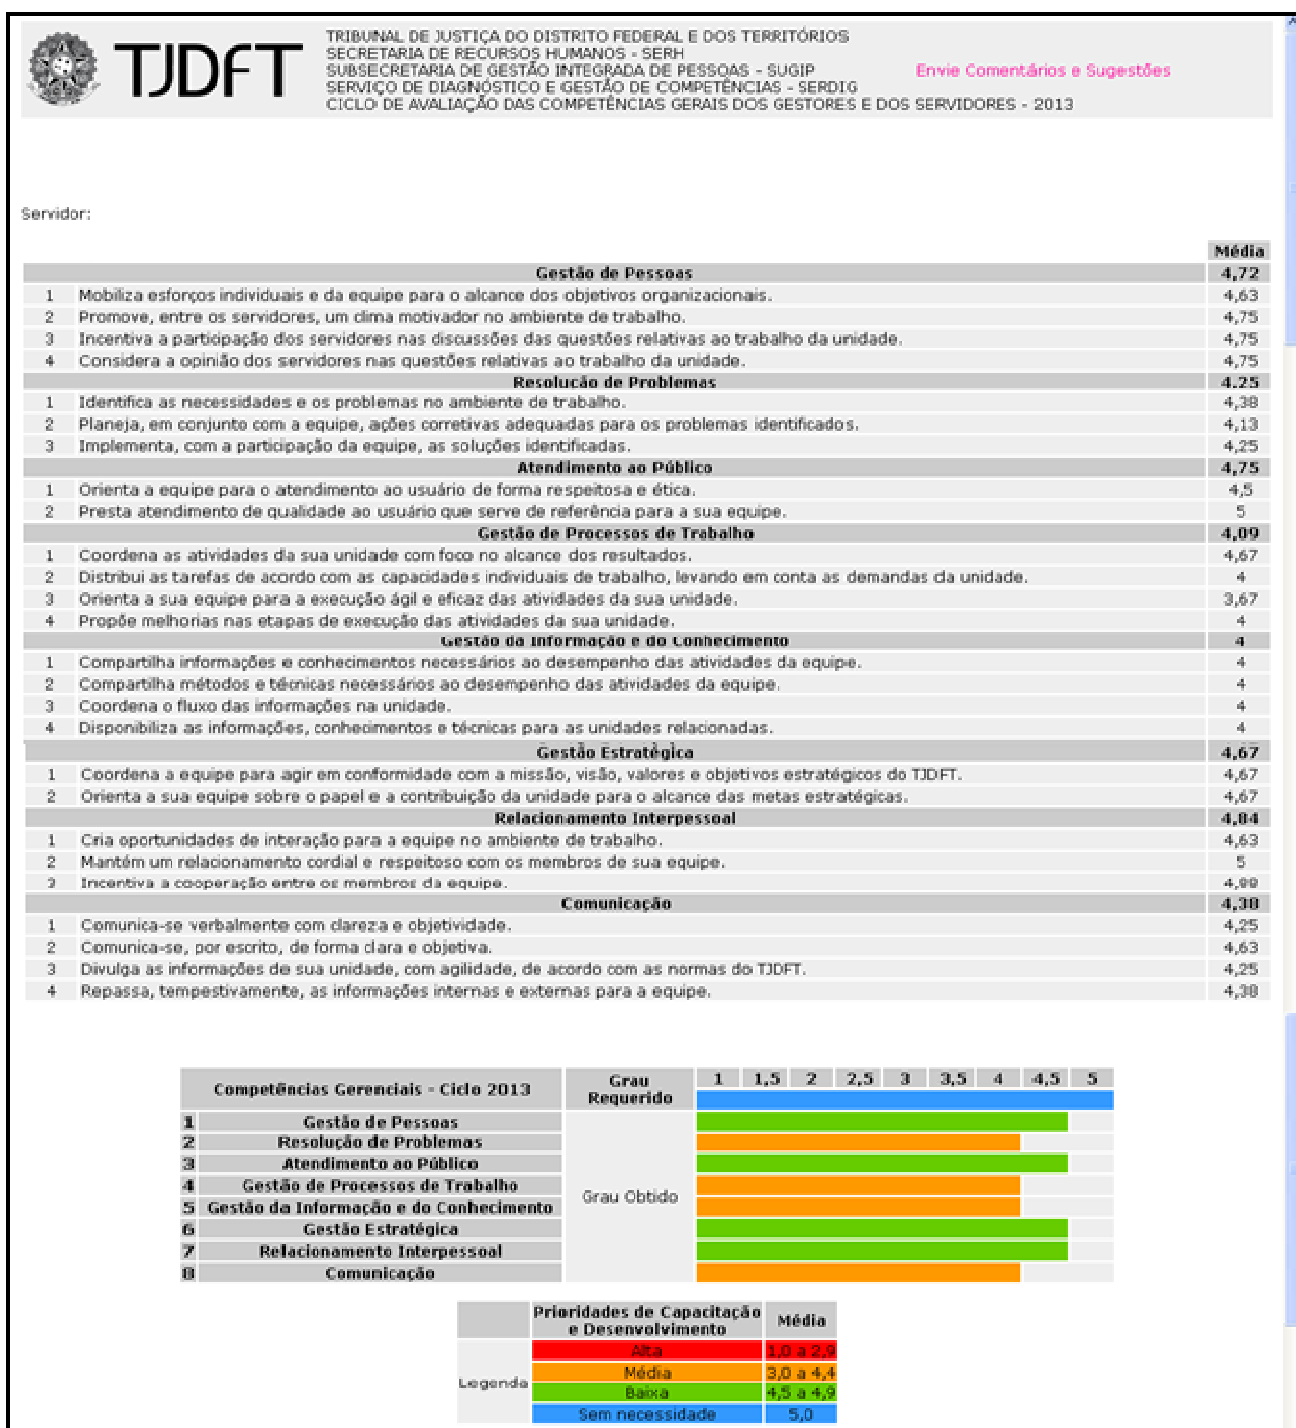 TJDFT
TRIBUNAL DE JUSTIÇA DO DISTRITO FEDERAL E DOS TERRITÓRIOS
SECRETARIA DE RECURSOS HUMANOS - SERH
SUBSECRETARIA DE GESTÃO INTEGRADA DE PESSOAS - SUGIP
Envie Comentários e Sugestões
SERVIÇO DE DIAGNÓSTICO E GESTÃO DE COMPETÊNCIAS - SERDIG
CICLO DE AVALIAÇÃO DAS COMPETÊNCIAS GERAIS DOS GESTORES E DOS SERVIDORES - 2013
Servidor:
Média
Gestão de Pessoas 4,72
1 Mobiliza esforços individuais e da equipe para o alcance dos objetivos organizacionais. 4,63
2 Promove, entre os servidores, um clima motivador no ambiente de trabalho. 4,75
3 Incentiva a participação dos servidores nas discussões das questões relativas ao trabalho da unidade. 4,75
4 Considera a opinião dos servidores nas questões relativas ao trabalho da unidade. 4,75
Resolução de Problemas 4,25
1 Identifica as necessidades e os problemas no ambiente de trabalho. 4,38
2 Planeja, em conjunto com a equipe, ações corretivas adequadas para os problemas identificados. 4,13
3 Implementa, com a participação da equipe, as soluções identificadas. 4,25
Atendimento ao Público 4,75
1 Orienta a equipe para o atendimento ao usuário de forma respeitosa e ética. 4,5
2 Presta atendimento de qualidade ao usuário que serve de referência para a sua equipe. 5
Gestão de Processos de Trabalho 4,09
1 Coordena as atividades da sua unidade com foco no alcance dos resultados. 4,67
2 Distribui as tarefas de acordo com as capacidades individuais de trabalho, levando em conta as demandas da unidade. 4
3 Orienta a sua equipe para a execução ágil e eficaz das atividades da sua unidade. 3,67
4 Propõe melhorias nas etapas de execução das atividades da sua unidade. 4
Gestão da Informação e do Conhecimento 4
1 Compartilha informações e conhecimentos necessários ao desempenho das atividades da equipe. 4
2 Compartilha métodos e técnicas necessários ao desempenho das atividades da equipe. 4
3 Coordena o fluxo das informações na unidade. 4
4 Disponibiliza as informações, conhecimentos e técnicas para as unidades relacionadas. 4
Gestão Estratégica 4,67
1 Coordena a equipe para agir em conformidade com a missão, visão, valores e objetivos estratégicos do TJDFT. 4,67
2 Orienta a sua equipe sobre o papel e a contribuição da unidade para o alcance das metas estratégicas. 4,67
Relacionamento Interpessoal 4,84
1 Cria oportunidades de interação para a equipe no ambiente de trabalho. 4,63
2 Mantém um relacionamento cordial e respeitoso com os membros de sua equipe. 5
3 Incentiva a cooperação entre os membros da equipe. 4,88
Comunicação 4,38
1 Comunica-se verbalmente com clareza e objetividade. 4,25
2 Comunica-se, por escrito, de forma clara e objetiva. 4,63
3 Divulga as informações de sua unidade, com agilidade, de acordo com as normas do TJDFT. 4,25
4 Repassa, tempestivamente, as informações internas e externas para a equipe. 4,38
Competências Gerenciais - Ciclo 2013
Grau Requerido
1 1,5 2 2,5 3 3,5 4 4,5 5
1 Gestão de Pessoas
2 Resolução de Problemas
3 Atendimento ao Público
4 Gestão de Processos de Trabalho
5 Gestão da Informação e do Conhecimento
6 Gestão Estratégica
7 Relacionamento Interpessoal
8 Comunicação
Grau Obtido
Prioridades de Capacitação
e Desenvolvimento
Média
Legenda
Alta 1,0 a 2,9
Média 3,0 a 4,4
Baixa 4,5 a 4,9
Sem necessidade 5,0